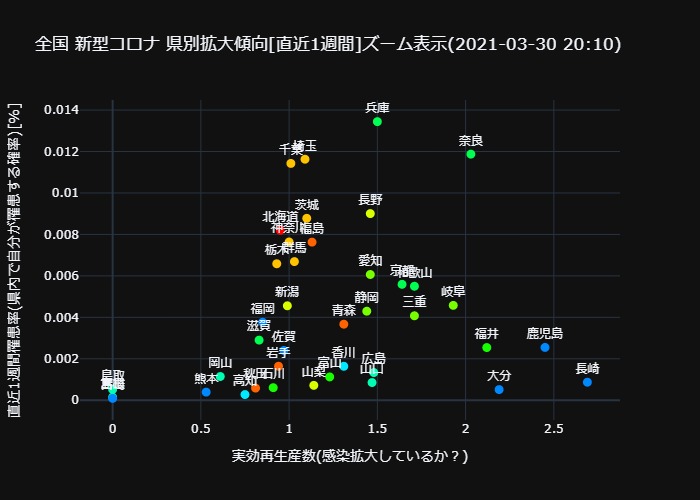 全国 新型コロナ 県別拡大傾向[直近1週間]ズーム表示(2021-03-30 20:10)
直近1週間罹患率(県内で自分が罹患する確率)[%]
0.014
0.012
0.01
0.008
0.006
0.004
0.002
0
兵庫
奈良
千葉
埼玉
長野
茨城
北海道
神奈川
福島
栃木
群馬
愛知
京都
和歌山
新潟
静岡
三重
岐阜
福岡
青森
滋賀
佐賀
福井
鹿児島
岩手
香川
広島
岡山
富山
山口
鳥取
熊本
高知
秋田
石川
山梨
大分
長崎
0
0.5
1
1.5
2
2.5
実効再生産数(感染拡大しているか？)